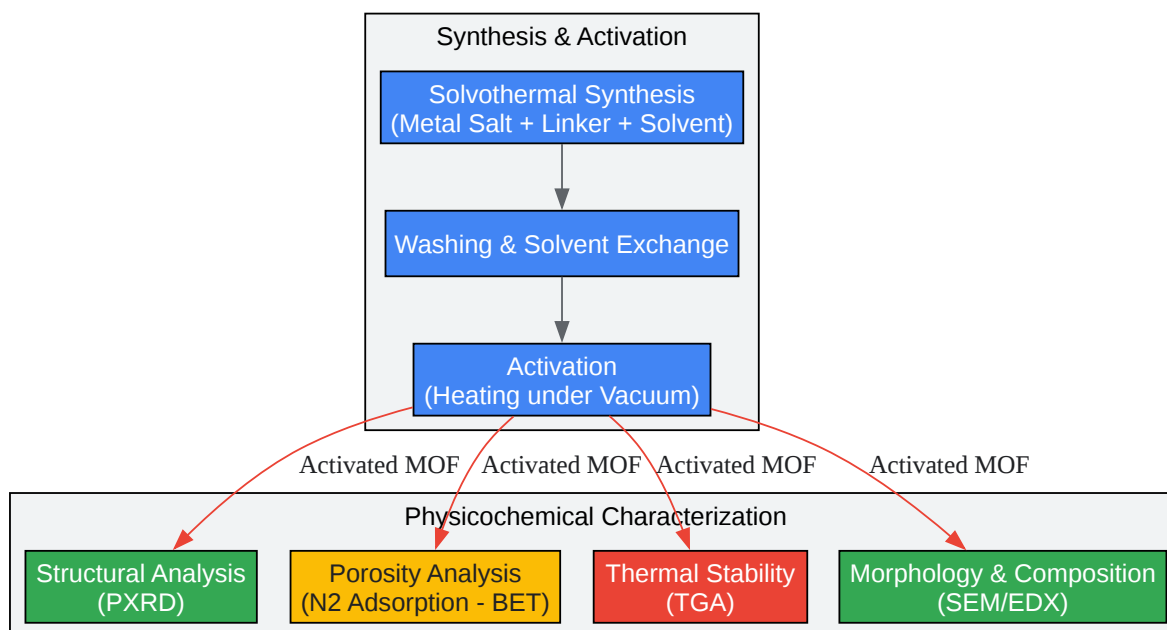 Synthesis & Activation
Solvothermal Synthesis
(Metal Salt + Linker + Solvent)
Washing & Solvent Exchange
Activation
(Heating under Vacuum)
Activated MOF
Activated MOF
Activated MOF
Activated MOF
Physicochemical Characterization
Structural Analysis
(PXRD)
Porosity Analysis
(N2 Adsorption - BET)
Thermal Stability
(TGA)
Morphology & Composition
(SEM/EDX)